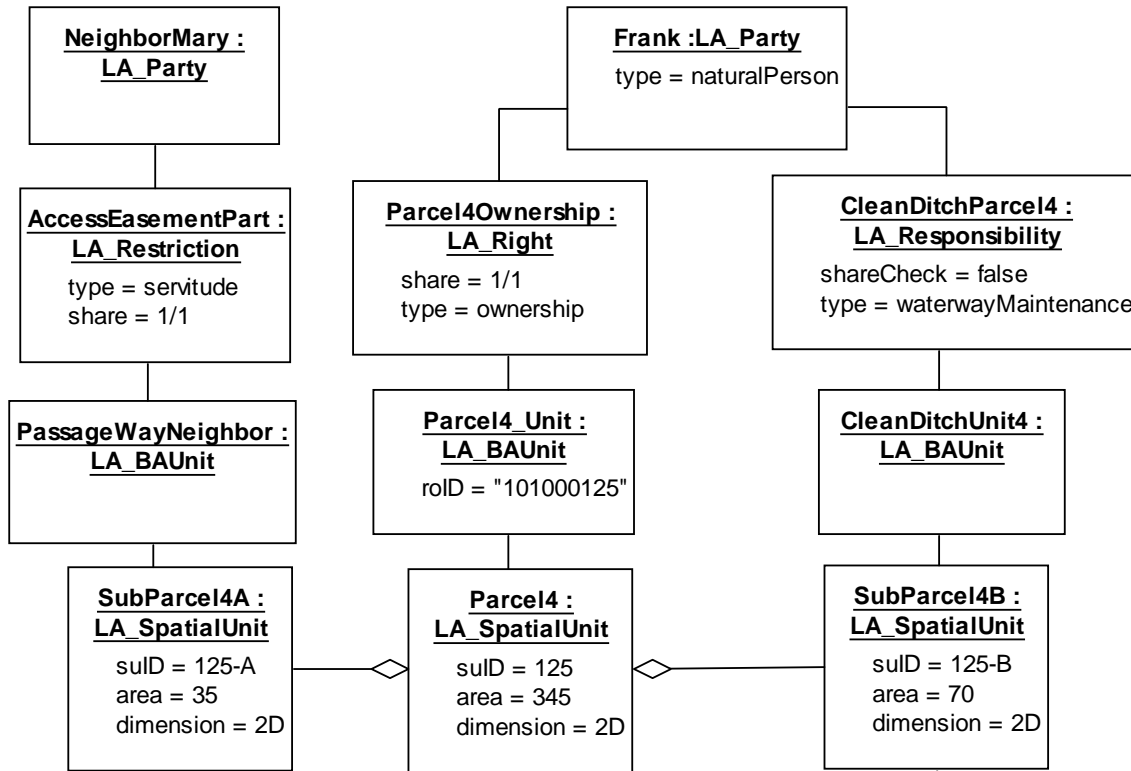 NeighborMary :
LA_Party
Frank :LA_Party
type = naturalPerson
AccessEasementPart :
LA_Restriction
type = servitude
share = 1/1
Parcel4Ownership :
LA_Right
share = 1/1
type = ownership
CleanDitchParcel4 :
LA_Responsibility
shareCheck = false
type = waterwayMaintenance
PassageWayNeighbor :
LA_BAUnit
Parcel4_Unit :
LA_BAUnit
rolD = "101000125"
CleanDitchUnit4 :
LA_BAUnit
SubParcel4A :
LA_SpatialUnit
suID = 125-A
area = 35
dimension = 2D
Parcel4 :
LA_SpatialUnit
suID = 125
area = 345
dimension = 2D
SubParcel4B :
LA_SpatialUnit
suID = 125-B
area = 70
dimension = 2D